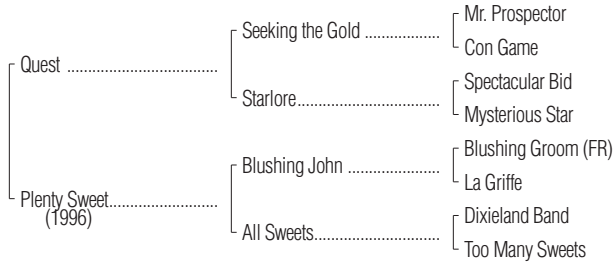 Mr. Prospector
Seeking the Gold ..................
Con Game
Quest ....................................
Spectacular Bid
Starlore..................................
Mysterious Star
Blushing Groom (FR)
Blushing John ......................
La Griffe
Plenty Sweet..........................
(1996)
Dixieland Band
All Sweets..............................
Too Many Sweets